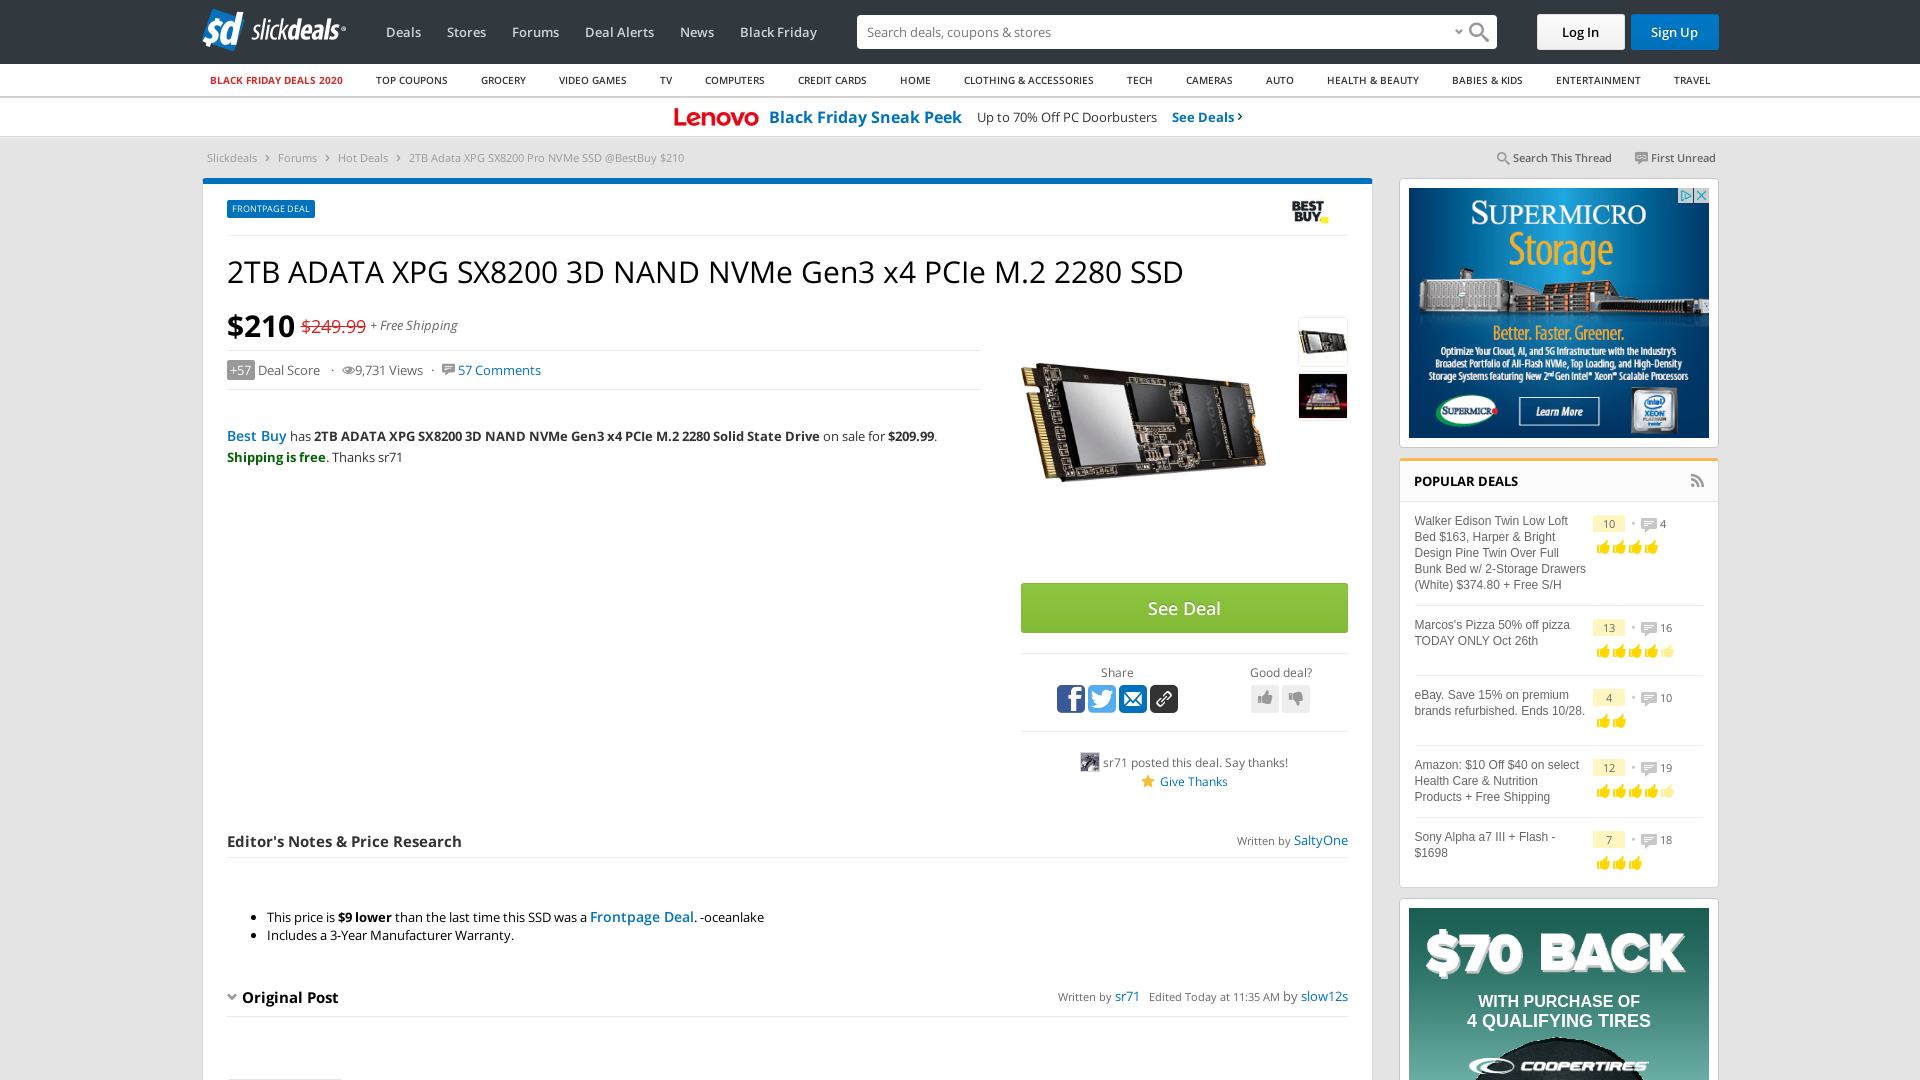 slickdeals
Deals
Stores
Forums
Deal Alerts
News
Black Friday
Search deals, coupons & shopping
Log In
Sign Up
BLACK FRIDAY DEALS 2020
TOP COUPONS
GROCERY
VIDEO GAMES
TV
COMPUTERS
CREDIT CARDS
HOME
CLOTHING & ACCESSORIES
TECH
CAMERAS
AUTO
HEALTH & BEAUTY
BABIES & KIDS
ENTERTAINMENT
TRAVEL
Lenovo Black Friday Sneak Peek Up to 70% Off PC Doorbusters See Deals
Slickdeals > Forums > Hot Deals > 2TB Adata XPG SX8200 Pro NVMe SSD @BestBuy $210
Search This Thread
First Unread
FRONTPAGE DEAL
BEST
BUY
2TB ADATA XPG SX8200 3D NAND NVMe Gen3 x4 PCIe M.2 2280 SSD
$210 $249.99 + Free Shipping
+57 Deal Score · 9,731 Views · 57 Comments
Best Buy has 2TB ADATA XPG SX8200 3D NAND NVMe Gen3 x4 PCIe M.2 2280 Solid State Drive on sale for $209.99.
Shipping is free. Thanks sr71
See Deal
Share
Good deal?
sr71 posted this deal. Say thanks!
Give Thanks
Editor's Notes & Price Research
Written by SaltyOne
This price is $9 lower than the last time this SSD was a Frontpage Deal. -oceanlake
Includes a 3-Year Manufacturer Warranty.
Original Post
Written by sr71 Edited Today at 11:35 AM by slow12s
SUPERMICRO
Storage
Better. Faster. Greener.
Optimize Your Cloud, AI, and 5G Infrastructure with the Industry's
Broadest Portfolio of All-Flash NVMe, Top Loading, and High-Density
Storage Systems featuring New 2nd Gen Intel® Xeon® Scalable Processors
SUPERMICRO
Learn More
intel
XEON
PLATINUM
inside
POPULAR DEALS
Walker Edison Twin Low Loft
Bed $163, Harper & Bright
Design Pine Twin Over Full
Bunk Bed w/ 2-Storage Drawers
(White) $374.80 + Free S/H
10 • 4
Marcos's Pizza 50% off pizza
TODAY ONLY Oct 26th
13 • 16
eBay. Save 15% on premium
brands refurbished. Ends 10/28.
4 • 10
Amazon: $10 Off $40 on select
Health Care & Nutrition
Products + Free Shipping
12 • 19
Sony Alpha a7 III + Flash -
$1698
7 • 18
$70 BACK
WITH PURCHASE OF
4 QUALIFYING TIRES
COOPERTIRES